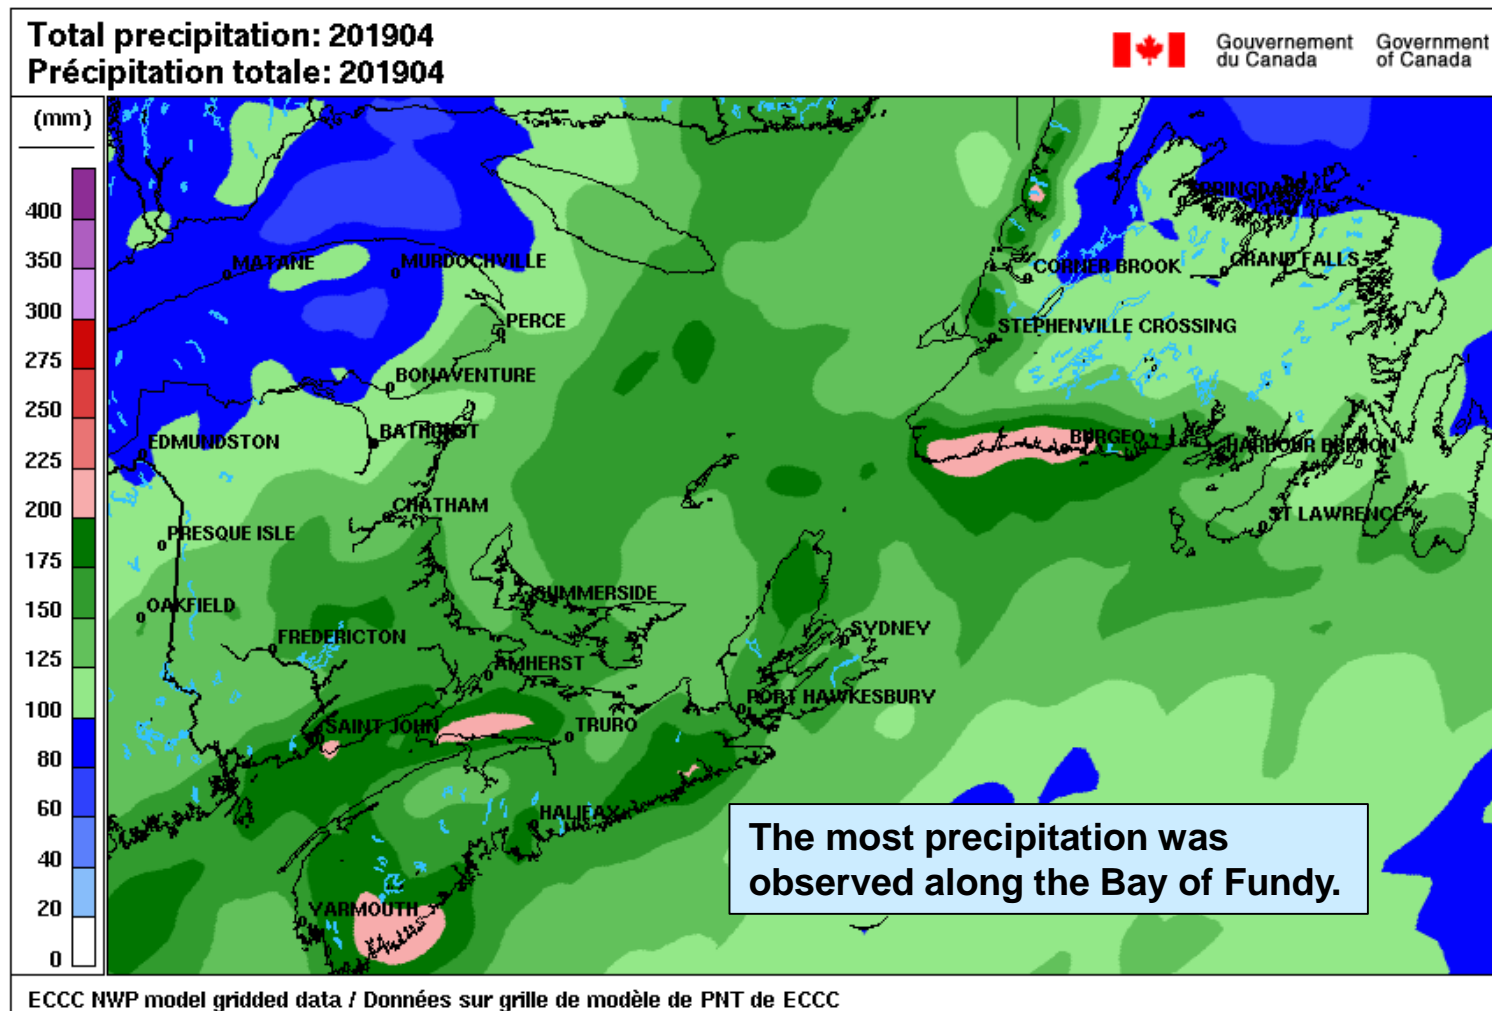 Total precipitation: 201904
Précipitation totale: 201904
Gouvernement du Canada
Government of Canada
(mm)
400
350
300
275
250
225
200
175
150
125
100
80
60
40
20
0
SPRINGDALE
MATANE
MURDOCHVILLE
CORNER BROOK
GRAND FALLS
PERCE
STEPHENVILLE CROSSING
BONAVENTURE
EDMUNDSTON
BATHURST
BURGEO
HARBOUR BRETON
CHATHAM
ST LAWRENCE
PRESQUE ISLE
OAKFIELD
SUMMERSIDE
FREDERICTON
SYDNEY
AMHERST
PORT HAWKESBURY
SAINT JOHN
TRURO
HALIFAX
YARMOUTH
The most precipitation was
observed along the Bay of Fundy.
ECCC NWP model gridded data / Données sur grille de modèle de PNT de ECCC